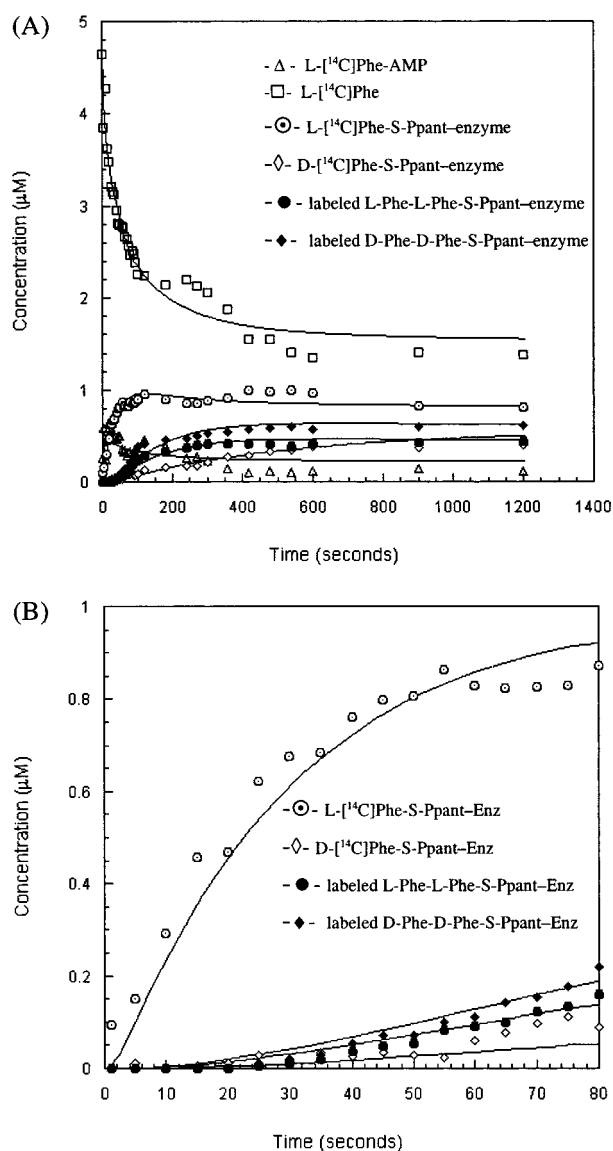 (A)
5
4
3
2
1
0
Concentration (μM)
- △ - L-[¹⁴C]Phe-AMP
- □ - L-[¹⁴C]Phe
- ⊙ - L-[¹⁴C]Phe-S-Ppant–enzyme
- ◇ - D-[¹⁴C]Phe-S-Ppant–enzyme
- ● - labeled L-Phe-L-Phe-S-Ppant–enzyme
- ◆ - labeled D-Phe-D-Phe-S-Ppant–enzyme
0 200 400 600 800 1000 1200 1400
Time (seconds)
(B)
1
0.8
0.6
0.4
0.2
0
Concentration (μM)
- ⊙ - L-[¹⁴C]Phe-S-Ppant–Enz
- ◇ - D-[¹⁴C]Phe-S-Ppant–Enz
- ● - labeled L-Phe-L-Phe-S-Ppant–Enz
- ◆ - labeled D-Phe-D-Phe-S-Ppant–Enz
0 10 20 30 40 50 60 70 80
Time (seconds)